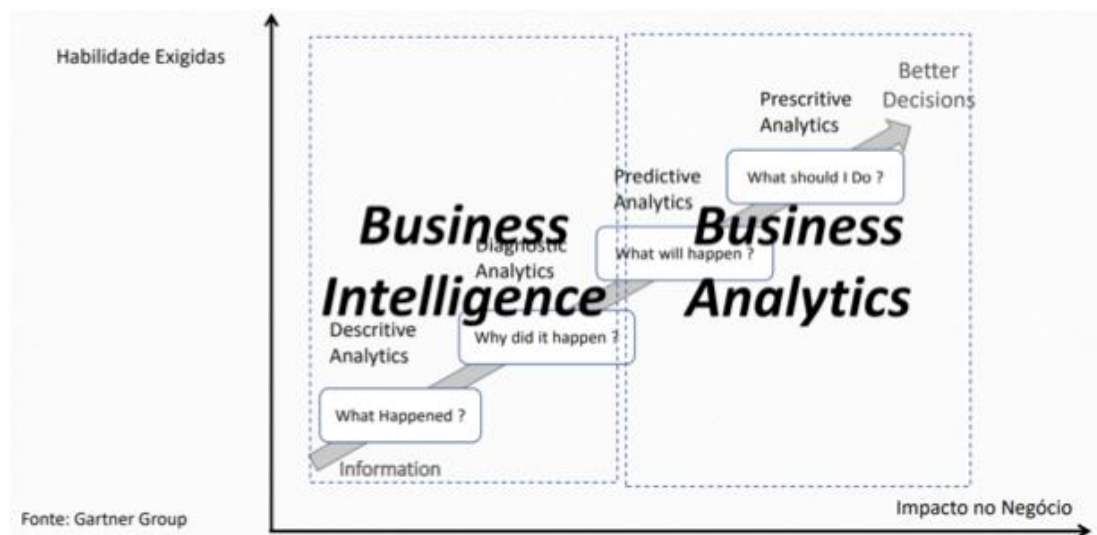 Habilidade Exigidas
Better
Decisions
Prescritive
Analytics
What should I Do ?
Predictive
Analytics
What will happen ?
Business
Analytics
Business
Intelligence
Diagnostic
Analytics
Why did it happen ?
Descritive
Analytics
What Happened ?
Information
Impacto no Negócio
Fonte: Gartner Group